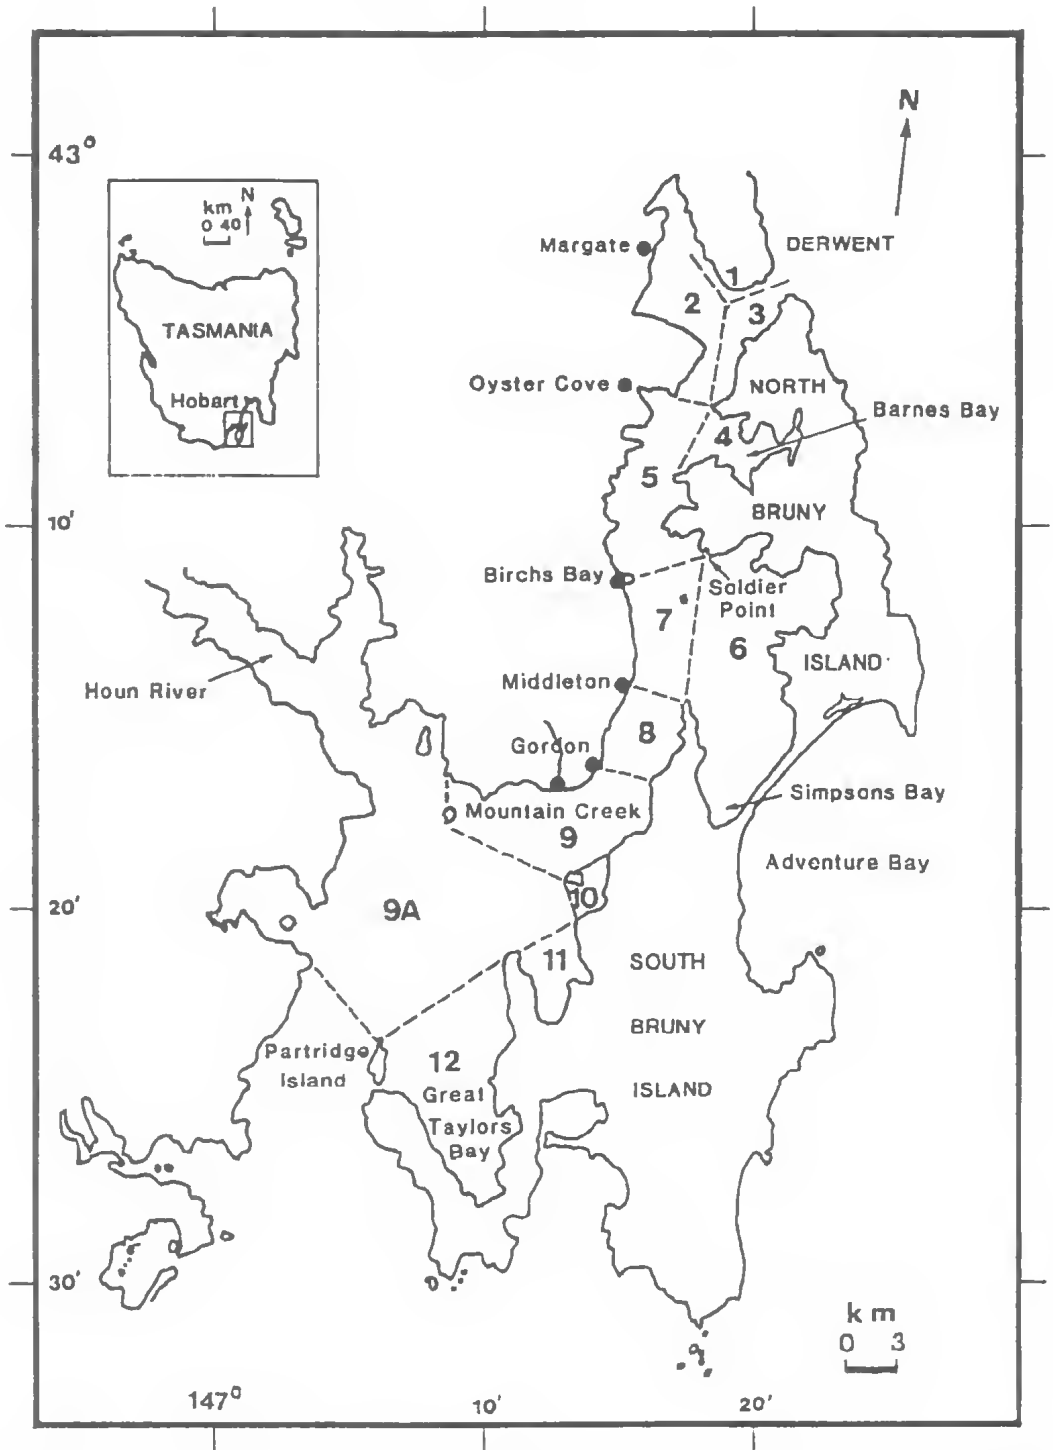 N
43°
N
km
0 40
Margate
DERWENT
1
2
3
TASMANIA
Oyster Cove
NORTH
Hobart
Barnes Bay
4
5
10'
BRUNY
Birchs Bay
Soldier
Point
7
6
ISLAND
Houn River
Middleton
8
Gordon
Simpsons Bay
Mountain Creek
9
Adventure Bay
10
20'
9A
11
SOUTH
BRUNY
Partridge
Island
12
ISLAND
Great
Taylors
Bay
30'
km
0 3
147°
10'
20'